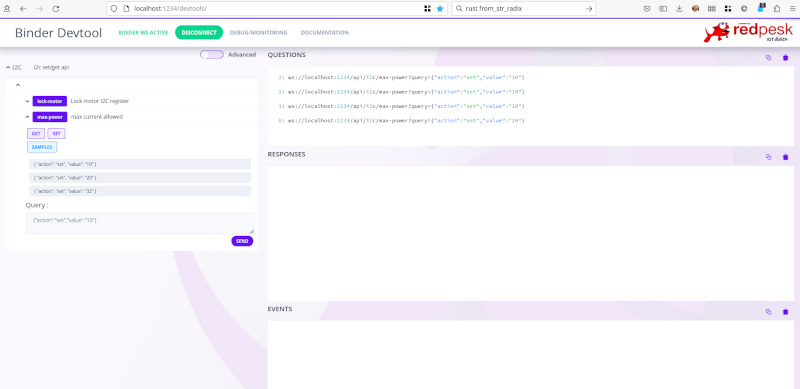 localhost:1234/devtools/
rust from_str_radix
Binder Devtool
BINDER WS ACTIVE
DISCONNECT
DEBUG/MONITORING
DOCUMENTATION
redpesk
Advanced
I2C
i2c set/get api
lock-motor
Lock motor I2C register
max-power
max current allowed
GET
SET
SAMPLES
{ "action": "set", "value": "10" }
{ "action": "set", "value": "20" }
{ "action": "set", "value": "32" }
Query :
{"action":"set","value":"10"}
SEND
QUESTIONS
3: ws://localhost:1234/api/i2c/max-power?query={"action":"set","value":"10"}
2: ws://localhost:1234/api/i2c/max-power?query={"action":"set","value":"10"}
1: ws://localhost:1234/api/i2c/max-power?query={"action":"set","value":"10"}
0: ws://localhost:1234/api/i2c/max-power?query={"action":"set","value":"10"}
RESPONSES
EVENTS